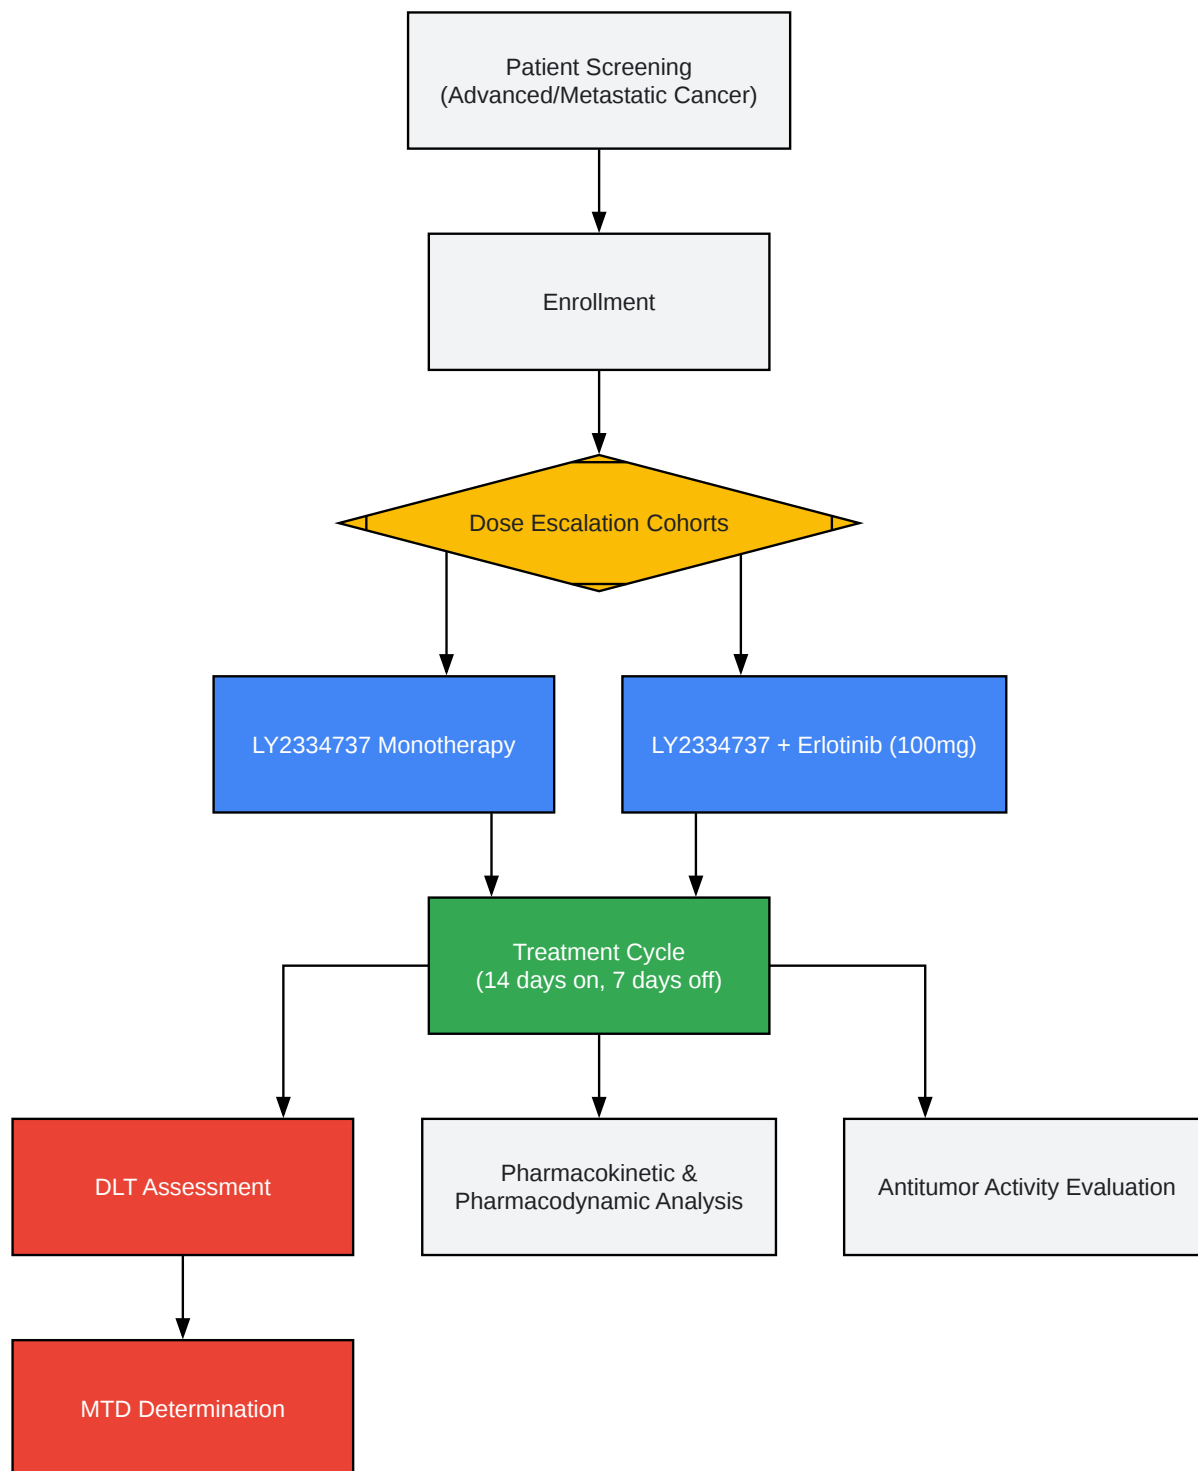 Patient Screening
(Advanced/Metastatic Cancer)
Enrollment
Dose Escalation Cohorts
LY2334737 Monotherapy
LY2334737 + Erlotinib (100mg)
Treatment Cycle
(14 days on, 7 days off)
DLT Assessment
Pharmacokinetic &
Pharmacodynamic Analysis
Antitumor Activity Evaluation
MTD Determination